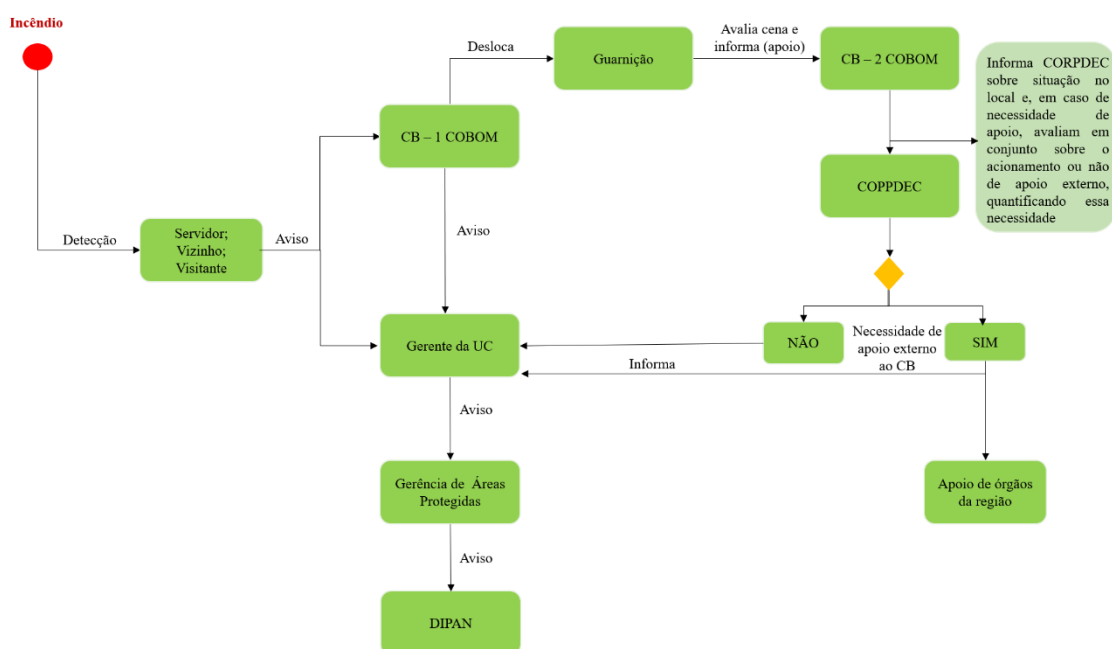 Incêndio
Desloca
Guarnição
Avalia cena e
informa (apoio)
CB – 2 COBOM
Informa CORPDEC
sobre situação no
local e, em caso de
necessidade de
apoio, avaliam em
conjunto sobre o
acionamento ou não
de apoio externo,
quantificando essa
necessidade
CB – 1 COBOM
COPPDEC
Detecção
Servidor;
Vizinho;
Visitante
Aviso
Aviso
Gerente da UC
NÃO
Necessidade de
apoio externo
ao CB
SIM
Informa
Aviso
Gerência de Áreas
Protegidas
Apoio de órgãos
da região
Aviso
DIPAN